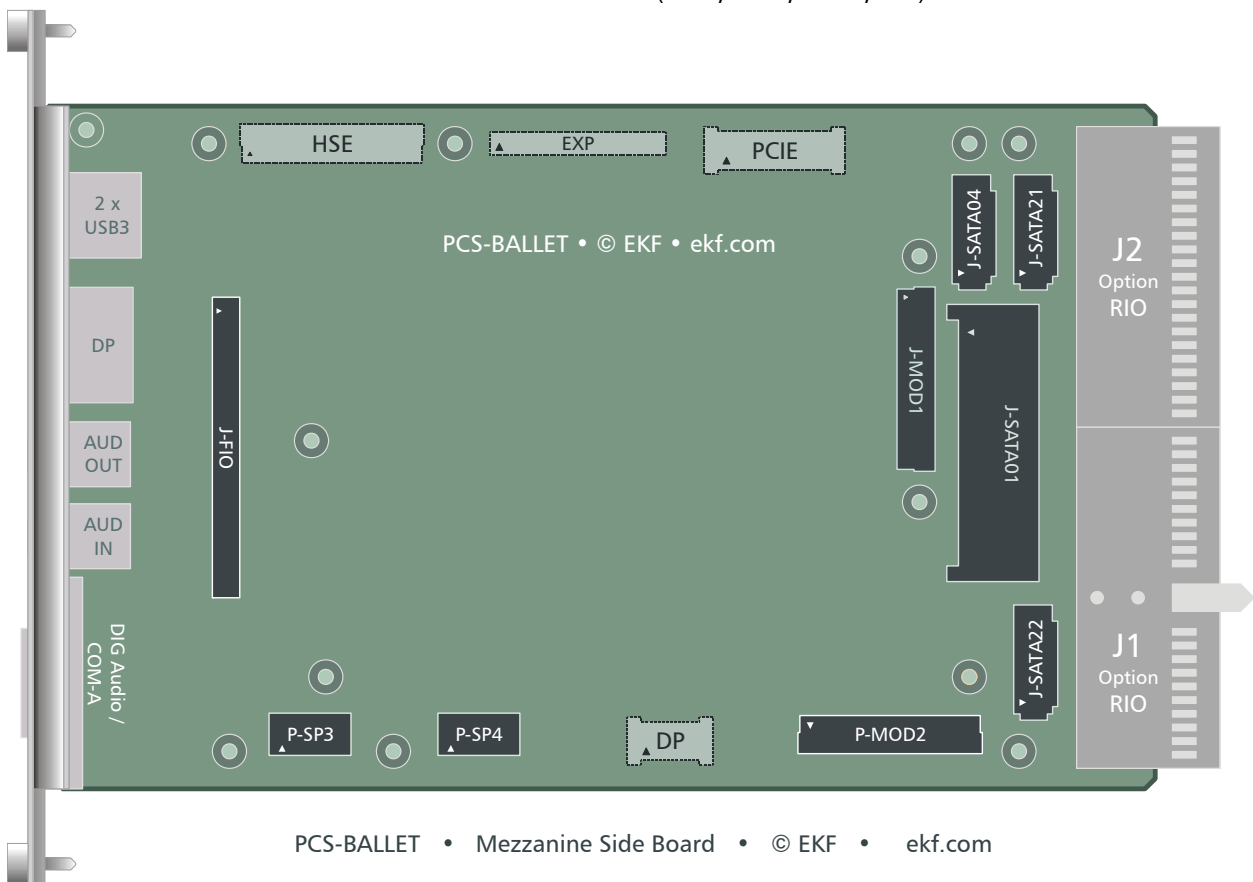 HSE
EXP
PCIE
2 x
USB3
J-SATA04
J-SATA21
PCS-BALLET • © EKF • ekf.com
J2
Option
RIO
DP
J-MOD1
J-SATA01
J-FIO
AUD
OUT
AUD
IN
DIG Audio /
COM-A
J-SATA22
J1
Option
RIO
P-SP3
P-SP4
DP
P-MOD2
PCS-BALLET • Mezzanine Side Board • © EKF • ekf.com